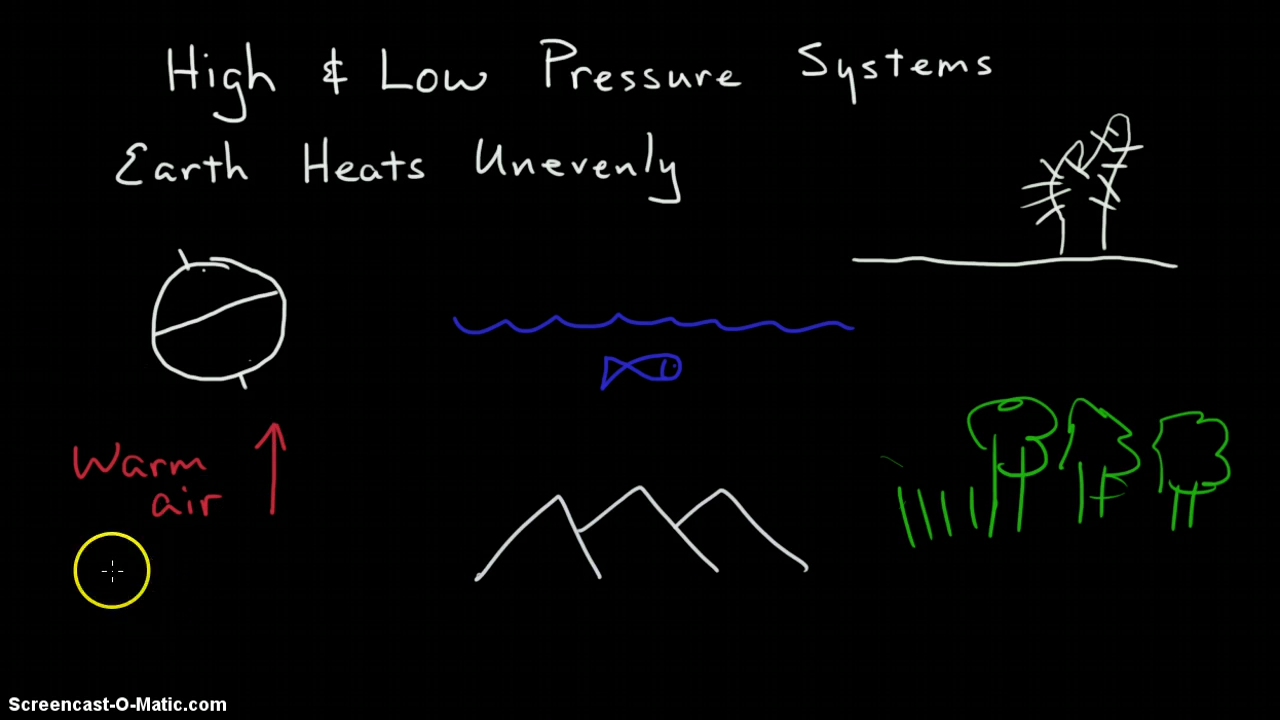 High & Low Pressure Systems
Earth Heats Unevenly
Warm
air
Screencast-O-Matic.com